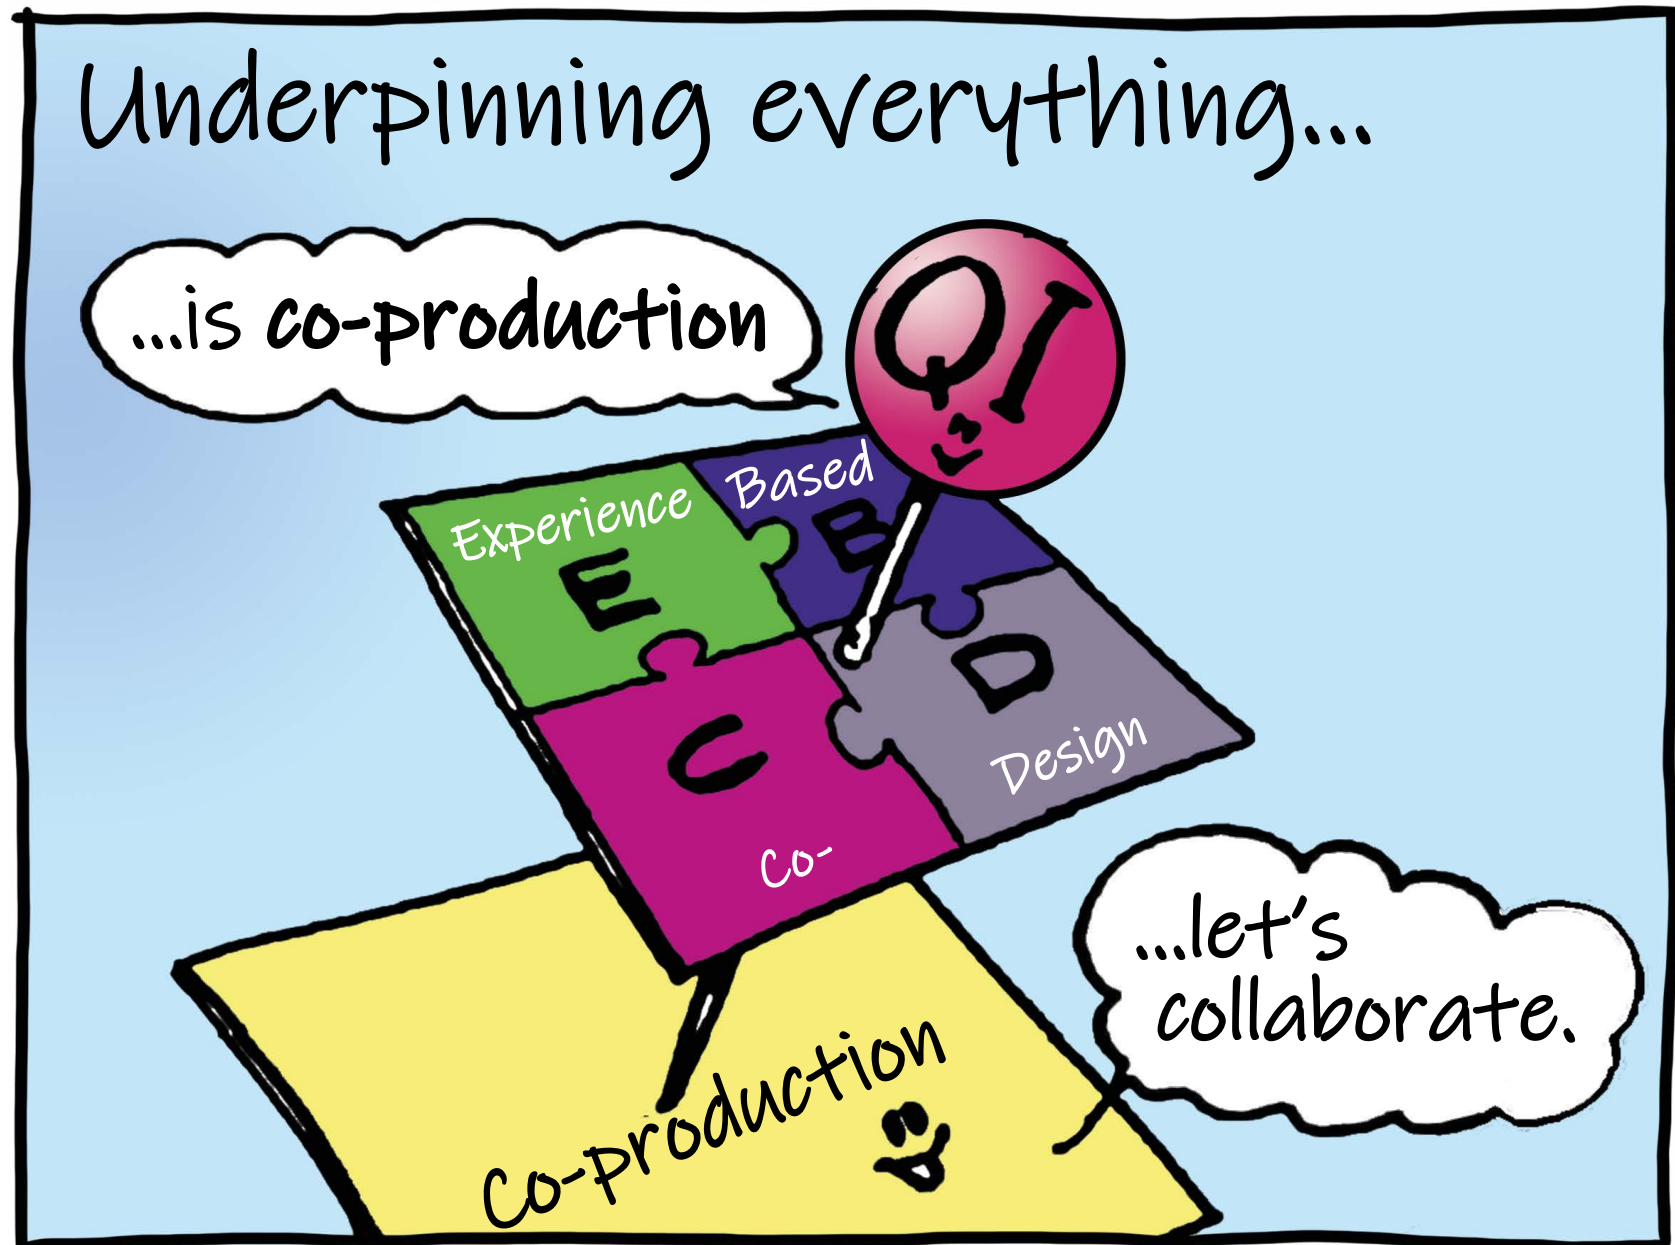 Underpinning everything...
...is co-production
QI
Experience
Based
E
B
C
D
Co-
Design
...let's
collaborate.
Co-production